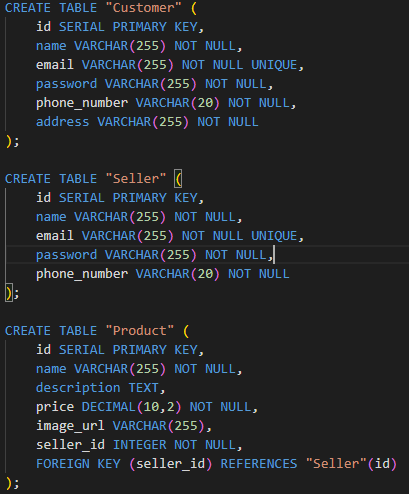 CREATE TABLE "Customer" (
    id SERIAL PRIMARY KEY,
    name VARCHAR(255) NOT NULL,
    email VARCHAR(255) NOT NULL UNIQUE,
    password VARCHAR(255) NOT NULL,
    phone_number VARCHAR(20) NOT NULL,
    address VARCHAR(255) NOT NULL
);

CREATE TABLE "Seller" (
    id SERIAL PRIMARY KEY,
    name VARCHAR(255) NOT NULL,
    email VARCHAR(255) NOT NULL UNIQUE,
    password VARCHAR(255) NOT NULL,
    phone_number VARCHAR(20) NOT NULL
);

CREATE TABLE "Product" (
    id SERIAL PRIMARY KEY,
    name VARCHAR(255) NOT NULL,
    description TEXT,
    price DECIMAL(10,2) NOT NULL,
    image_url VARCHAR(255),
    seller_id INTEGER NOT NULL,
    FOREIGN KEY (seller_id) REFERENCES "Seller"(id)
);